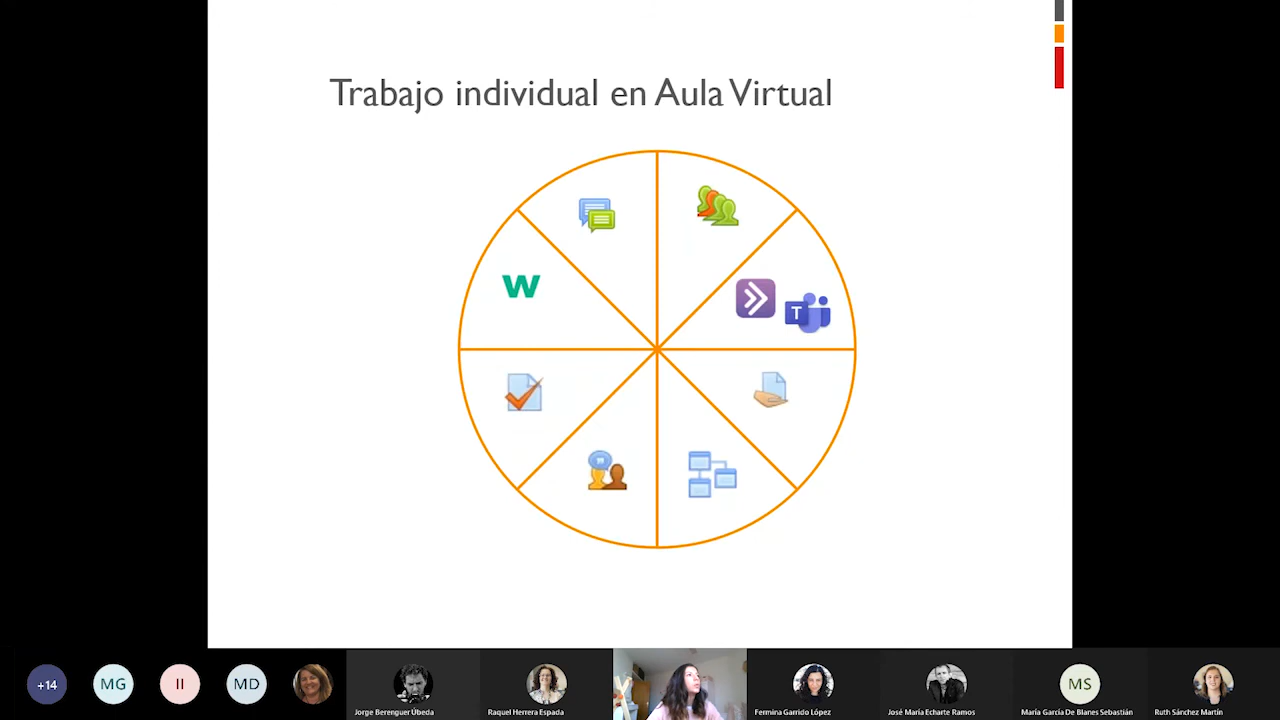 Trabajo individual en Aula Virtual
W
T
+14
MG
II
MD
Jorge Berenguer Úbeda
Raquel Herrera Espada
Fermina Garrido López
José María Echarte Ramos
MS
María García De Blanes Sebastián
Ruth Sánchez Martín